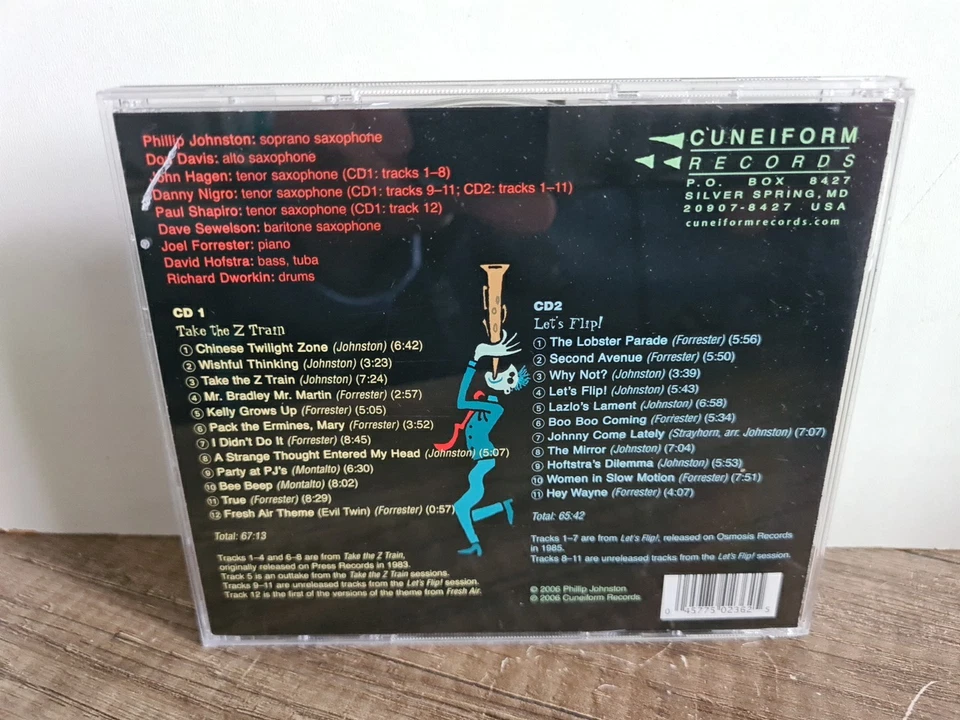 Phillip Johnston: soprano saxophone
Don Davis: alto saxophone
John Hagen: tenor saxophone (CD1: tracks 1–8)
Danny Nigro: tenor saxophone (CD1: tracks 9–11; CD2: tracks 1–11)
Paul Shapiro: tenor saxophone (CD1: track 12)
Dave Sewelson: baritone saxophone
Joel Forrester: piano
David Hofstra: bass, tuba
Richard Dworkin: drums
CUNEIFORM
RECORDS
P.O. BOX 8427
SILVER SPRING, MD
20907-8427 USA
cuneiformrecords.com
CD 1
Take the Z Train
1 Chinese Twilight Zone (Johnston) (6:42)
2 Wishful Thinking (Johnston) (3:23)
3 Take the Z Train (Johnston) (7:24)
4 Mr. Bradley Mr. Martin (Forrester) (2:57)
5 Kelly Grows Up (Forrester) (5:05)
6 Pack the Ermines, Mary (Forrester) (3:52)
7 I Didn't Do It (Forrester) (8:45)
8 A Strange Thought Entered My Head (Johnston) (5:07)
9 Party at PJ's (Montalto) (6:30)
10 Bee Beep (Montalto) (8:02)
11 True (Forrester) (8:29)
12 Fresh Air Theme (Evil Twin) (Forrester) (0:57)
Total: 67:13
Tracks 1–4 and 6–8 are from Take the Z Train,
originally released on Press Records in 1983.
Track 5 is an outtake from the Take the Z Train sessions.
Tracks 9–11 are unreleased tracks from the Let's Flip! session.
Track 12 is the first of the versions of the theme from Fresh Air.
CD2
Let's Flip!
1 The Lobster Parade (Forrester) (5:56)
2 Second Avenue (Forrester) (5:50)
3 Why Not? (Johnston) (3:39)
4 Let's Flip! (Johnston) (5:43)
5 Lazlo's Lament (Johnston) (6:58)
6 Boo Boo Coming (Forrester) (5:34)
7 Johnny Come Lately (Strayhorn, arr. Johnston) (7:07)
8 The Mirror (Johnston) (7:04)
9 Hoftstra's Dilemma (Johnston) (5:53)
10 Women in Slow Motion (Forrester) (7:51)
11 Hey Wayne (Forrester) (4:07)
Total: 65:42
Tracks 1–7 are from Let's Flip!, released on Osmosis Records
in 1985.
Tracks 8–11 are unreleased tracks from the Let's Flip! session.
℗ 2006 Phillip Johnston
© 2006 Cuneiform Records
0 45775 02362 5